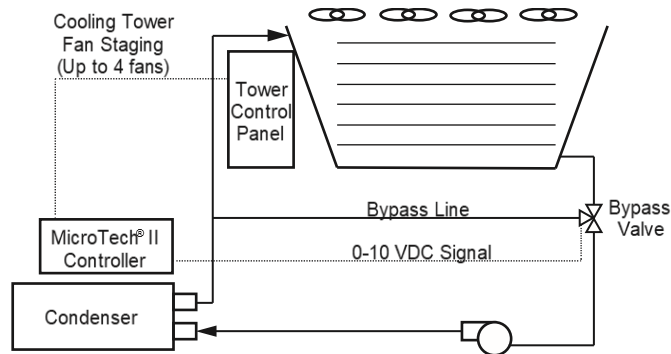 Cooling Tower
Fan Staging
(Up to 4 fans)
Tower
Control
Panel
Bypass Line
Bypass
Valve
MicroTech® II
Controller
0-10 VDC Signal
Condenser